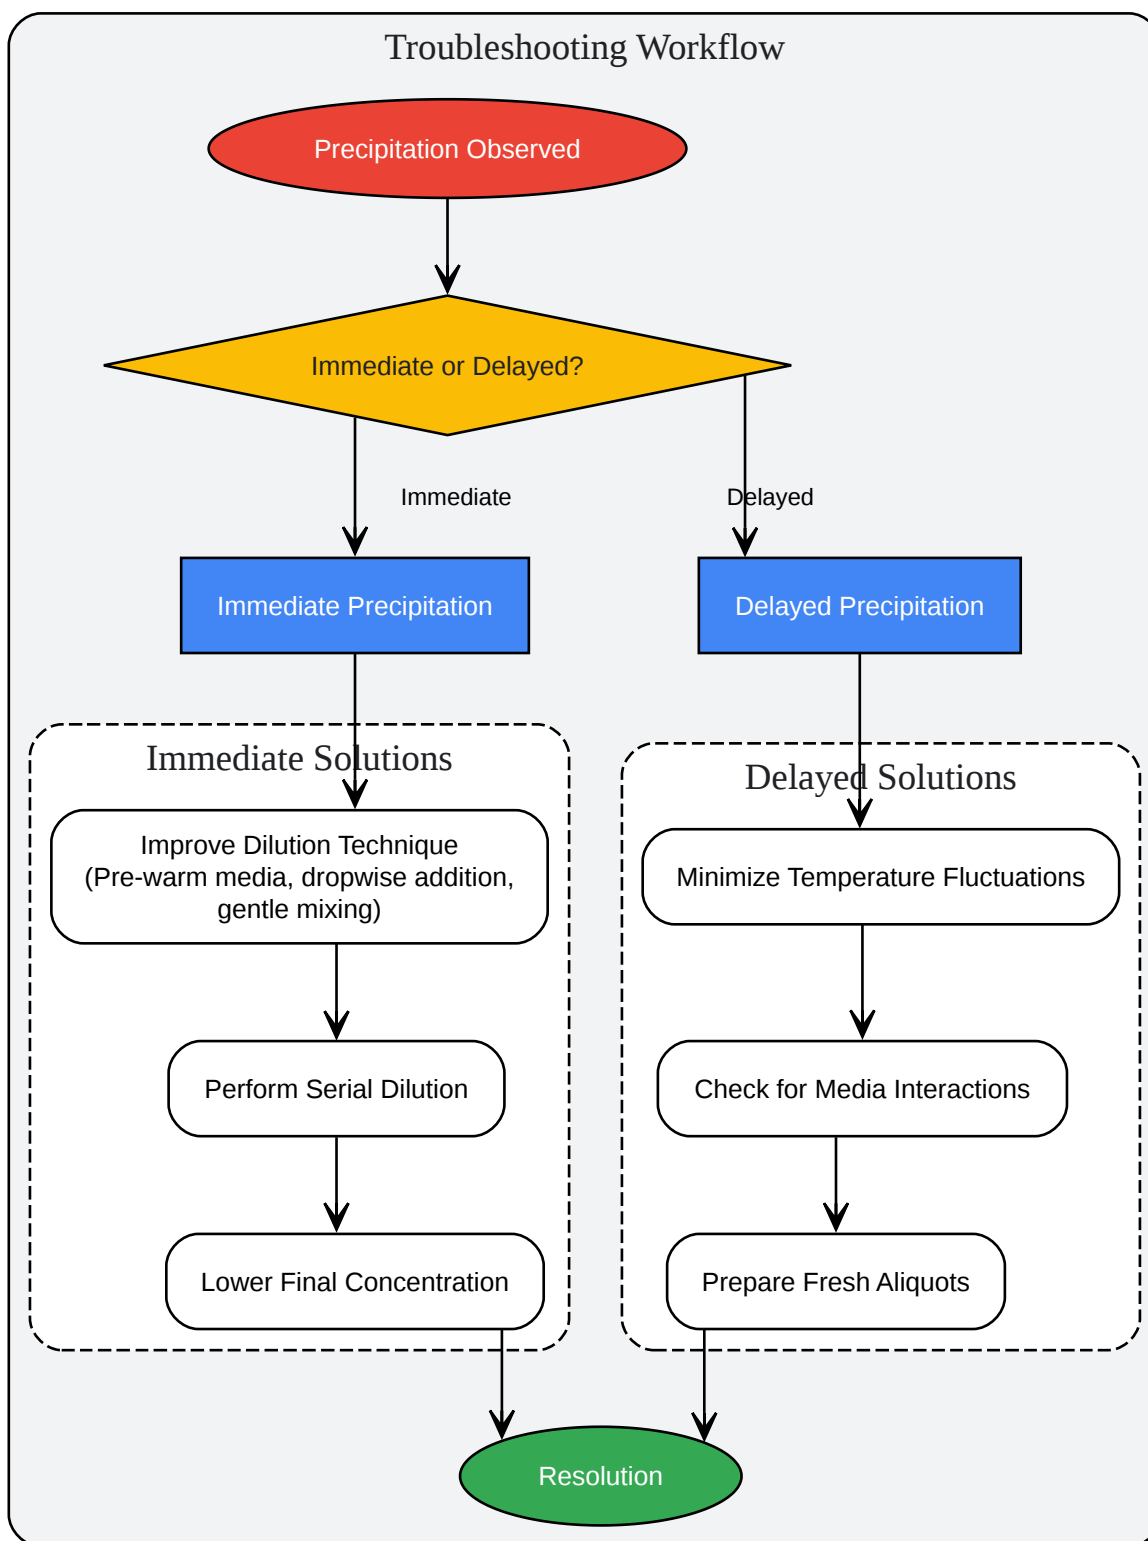 Troubleshooting Workflow
Precipitation Observed
Immediate or Delayed?
Immediate
Delayed
Immediate Precipitation
Delayed Precipitation
Immediate Solutions
Improve Dilution Technique
(Pre-warm media, dropwise addition,
gentle mixing)
Perform Serial Dilution
Lower Final Concentration
Delayed Solutions
Minimize Temperature Fluctuations
Check for Media Interactions
Prepare Fresh Aliquots
Resolution